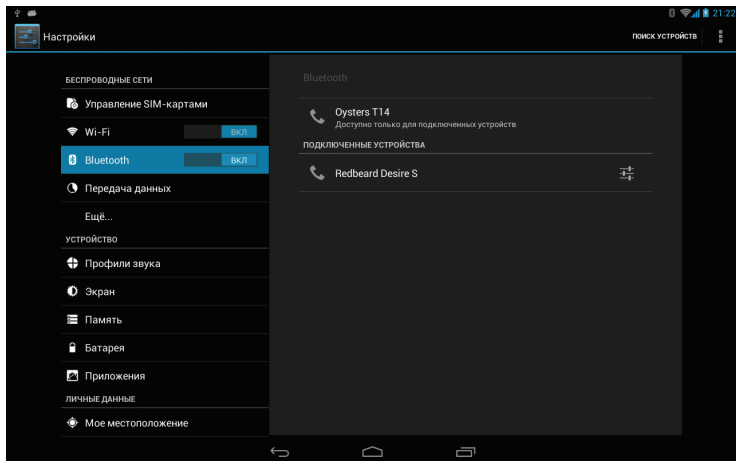 21:22
Настройки
ПОИСК УСТРОЙСТВ
БЕСПРОВОДНЫЕ СЕТИ
Управление SIM-картами
Wi-Fi
ВКЛ
Bluetooth
ВКЛ
Передача данных
Ещё...
УСТРОЙСТВО
Профили звука
Экран
Память
Батарея
Приложения
ЛИЧНЫЕ ДАННЫЕ
Мое местоположение
Bluetooth
Oysters T14
Доступно только для подключенных устройств
ПОДКЛЮЧЕННЫЕ УСТРОЙСТВА
Redbeard Desire S